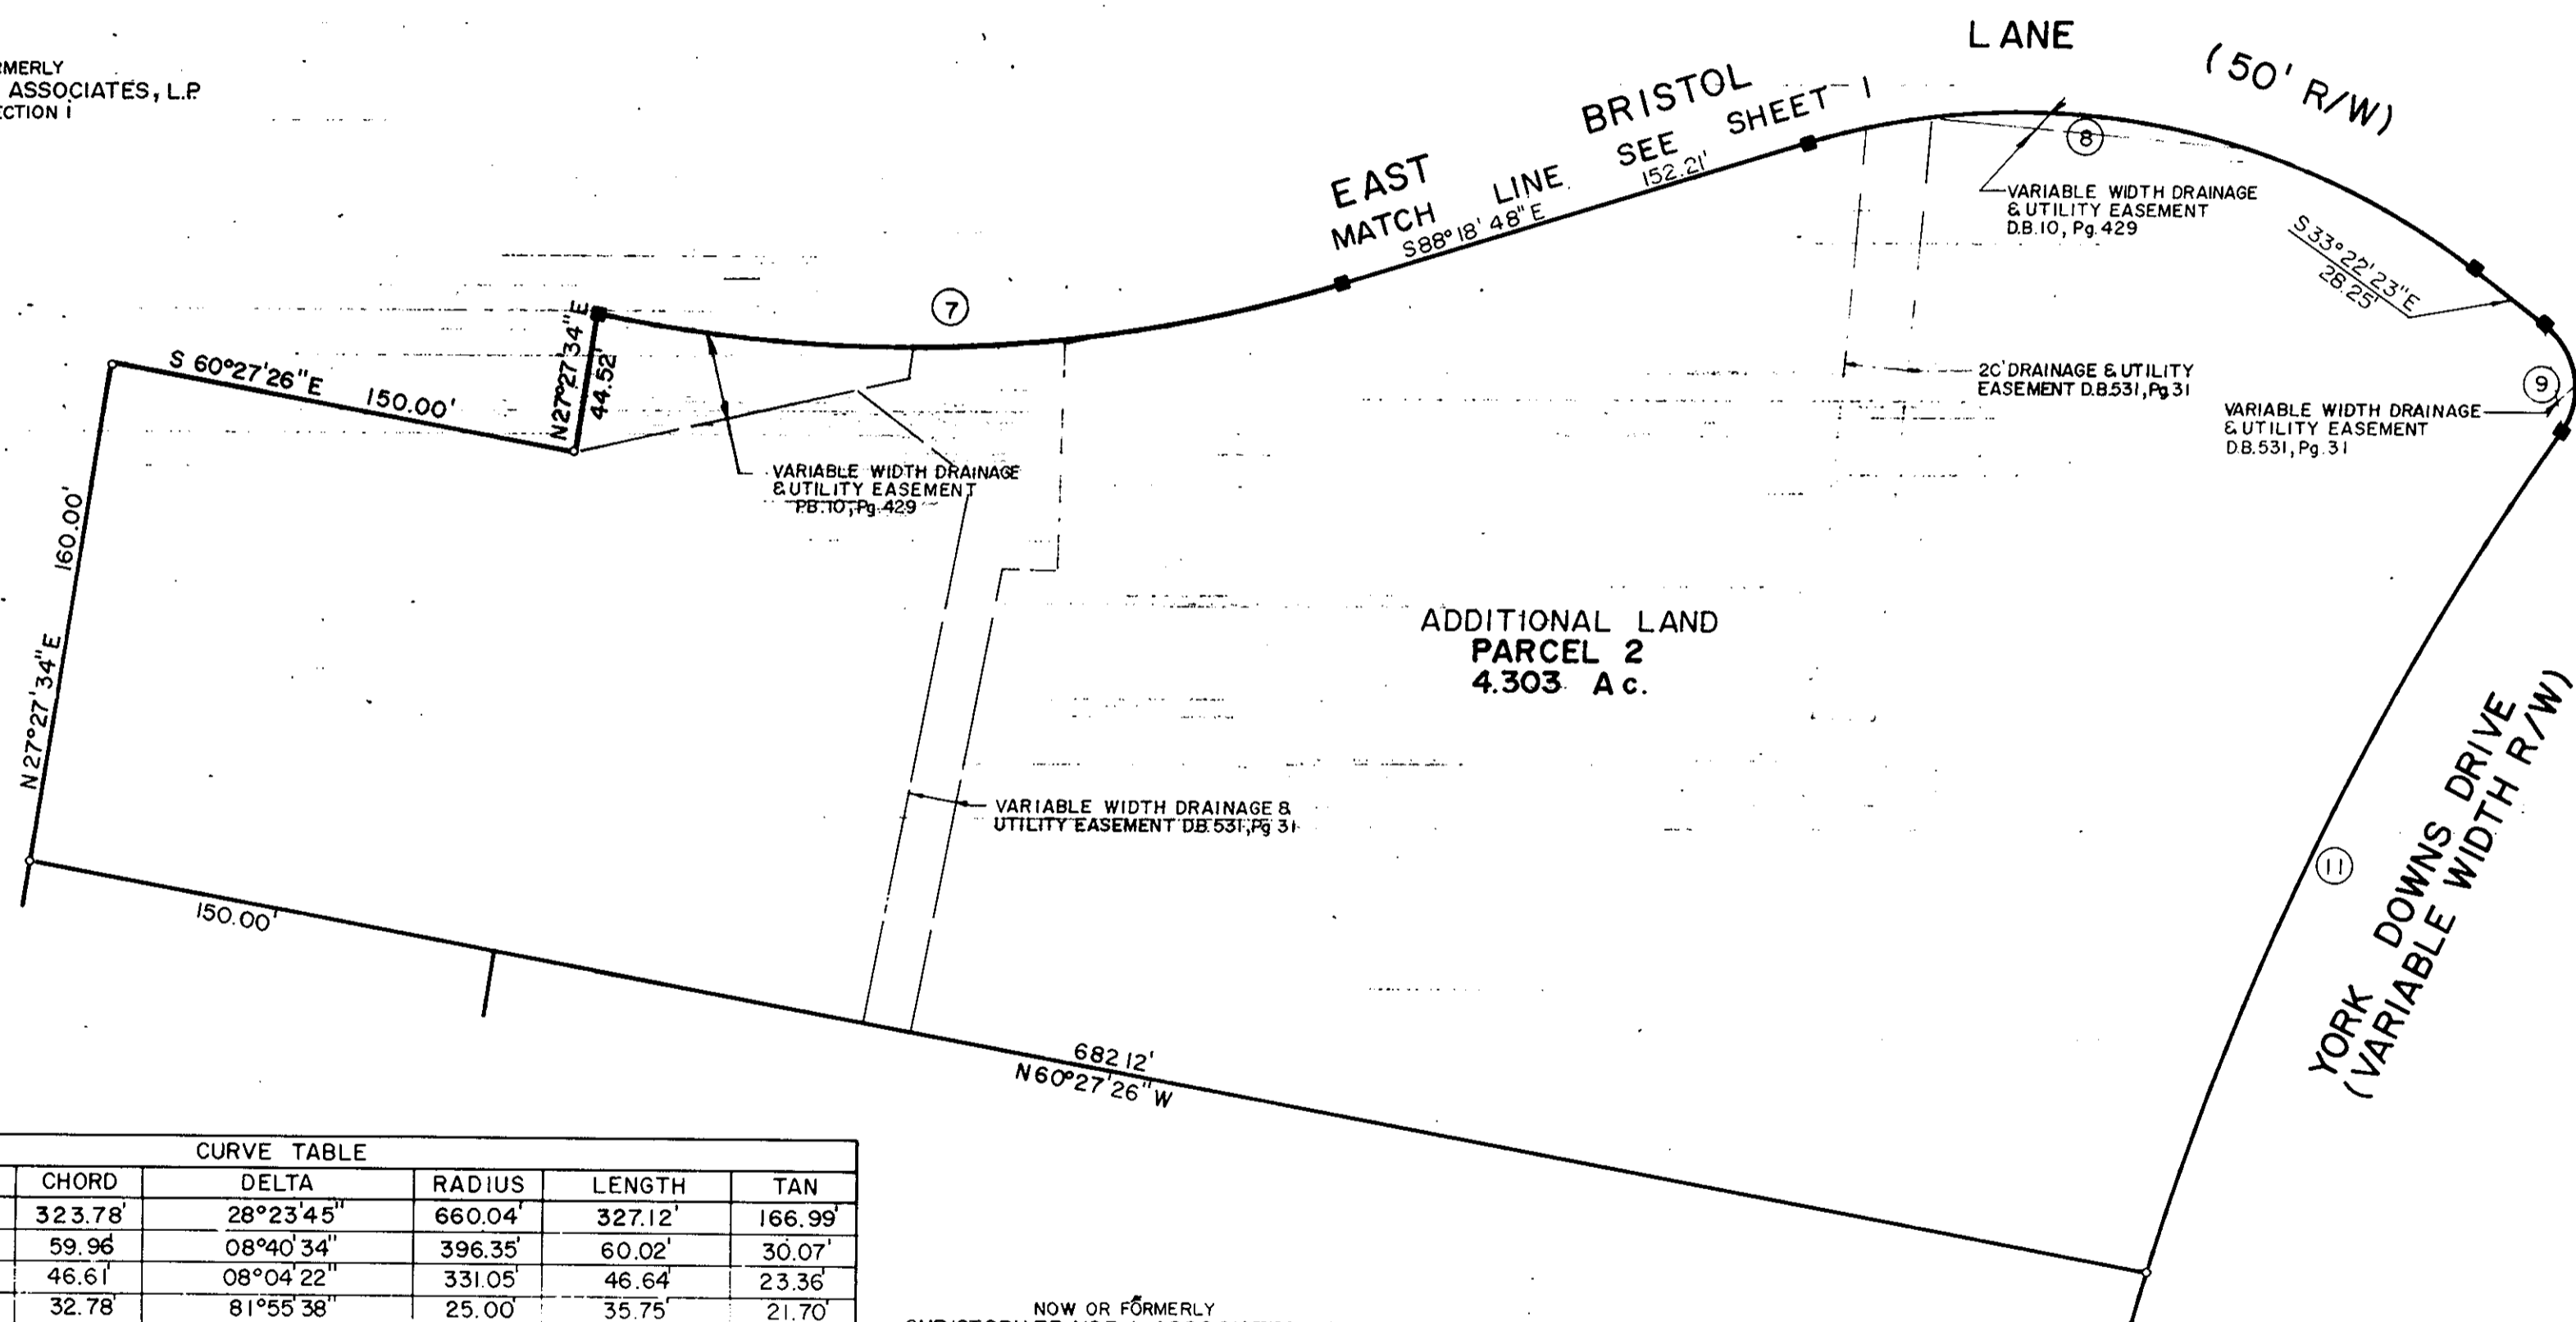 LANE
(50' R/W)
RMERLY
ASSOCIATES, L.P.
ECTION 1
EAST BRISTOL
MATCH LINE SEE SHEET 1
S88°18'48"E
152.21'
8
VARIABLE WIDTH DRAINAGE
& UTILITY EASEMENT
D.B.10, Pg.429
S33°22'23"E
28.25'
7
N27°27'34"E
44.52'
S 60°27'26"E 150.00'
2C' DRAINAGE & UTILITY
EASEMENT D.B.531,Pg31
9
VARIABLE WIDTH DRAINAGE
& UTILITY EASEMENT
D.B.531, Pg.31
VARIABLE WIDTH DRAINAGE
& UTILITY EASEMENT
P.B.10, Pg.429
N27°27'34"E 160.00'
ADDITIONAL LAND
PARCEL 2
4.303 Ac.
VARIABLE WIDTH DRAINAGE &
UTILITY EASEMENT D.B.531,Pg 31
11
YORK DOWNS DRIVE
(VARIABLE WIDTH R/W)
150.00'
682.12'
N60°27'26"W
CURVE TABLE
CHORD DELTA RADIUS LENGTH TAN
323.78' 28°23'45" 660.04' 327.12' 166.99'
59.96' 08°40'34" 396.35' 60.02' 30.07'
46.61' 08°04'22" 331.05' 46.64' 23.36'
32.78' 81°55'38" 25.00' 35.75' 21.70'
NOW OR FORMERLY